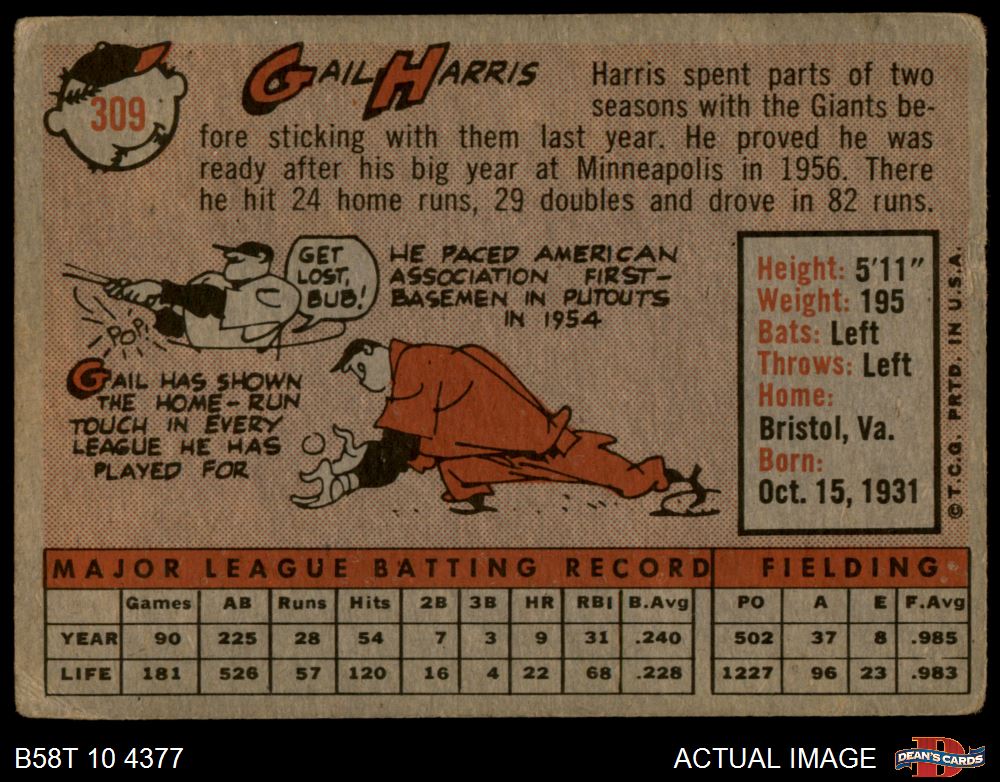 309
GAIL HARRIS
Harris spent parts of two
seasons with the Giants be-
fore sticking with them last year. He proved he was
ready after his big year at Minneapolis in 1956. There
he hit 24 home runs, 29 doubles and drove in 82 runs.
GET
LOST,
BUB!
POP!
HE PACED AMERICAN
ASSOCIATION FIRST-
BASEMEN IN PUTOUTS
IN 1954
GAIL HAS SHOWN
THE HOME-RUN
TOUCH IN EVERY
LEAGUE HE HAS
PLAYED FOR
Height: 5'11"
Weight: 195
Bats: Left
Throws: Left
Home:
Bristol, Va.
Born:
Oct. 15, 1931
©T.C.G. PRTD. IN U.S.A.
MAJOR LEAGUE BATTING RECORD FIELDING
Games AB Runs Hits 2B 3B HR RBI B.Avg PO A E F.Avg
YEAR 90 225 28 54 7 3 9 31 .240 502 37 8 .985
LIFE 181 526 57 120 16 4 22 68 .228 1227 96 23 .983
B58T 10 4377
ACTUAL IMAGE
D
DEAN'S CARDS